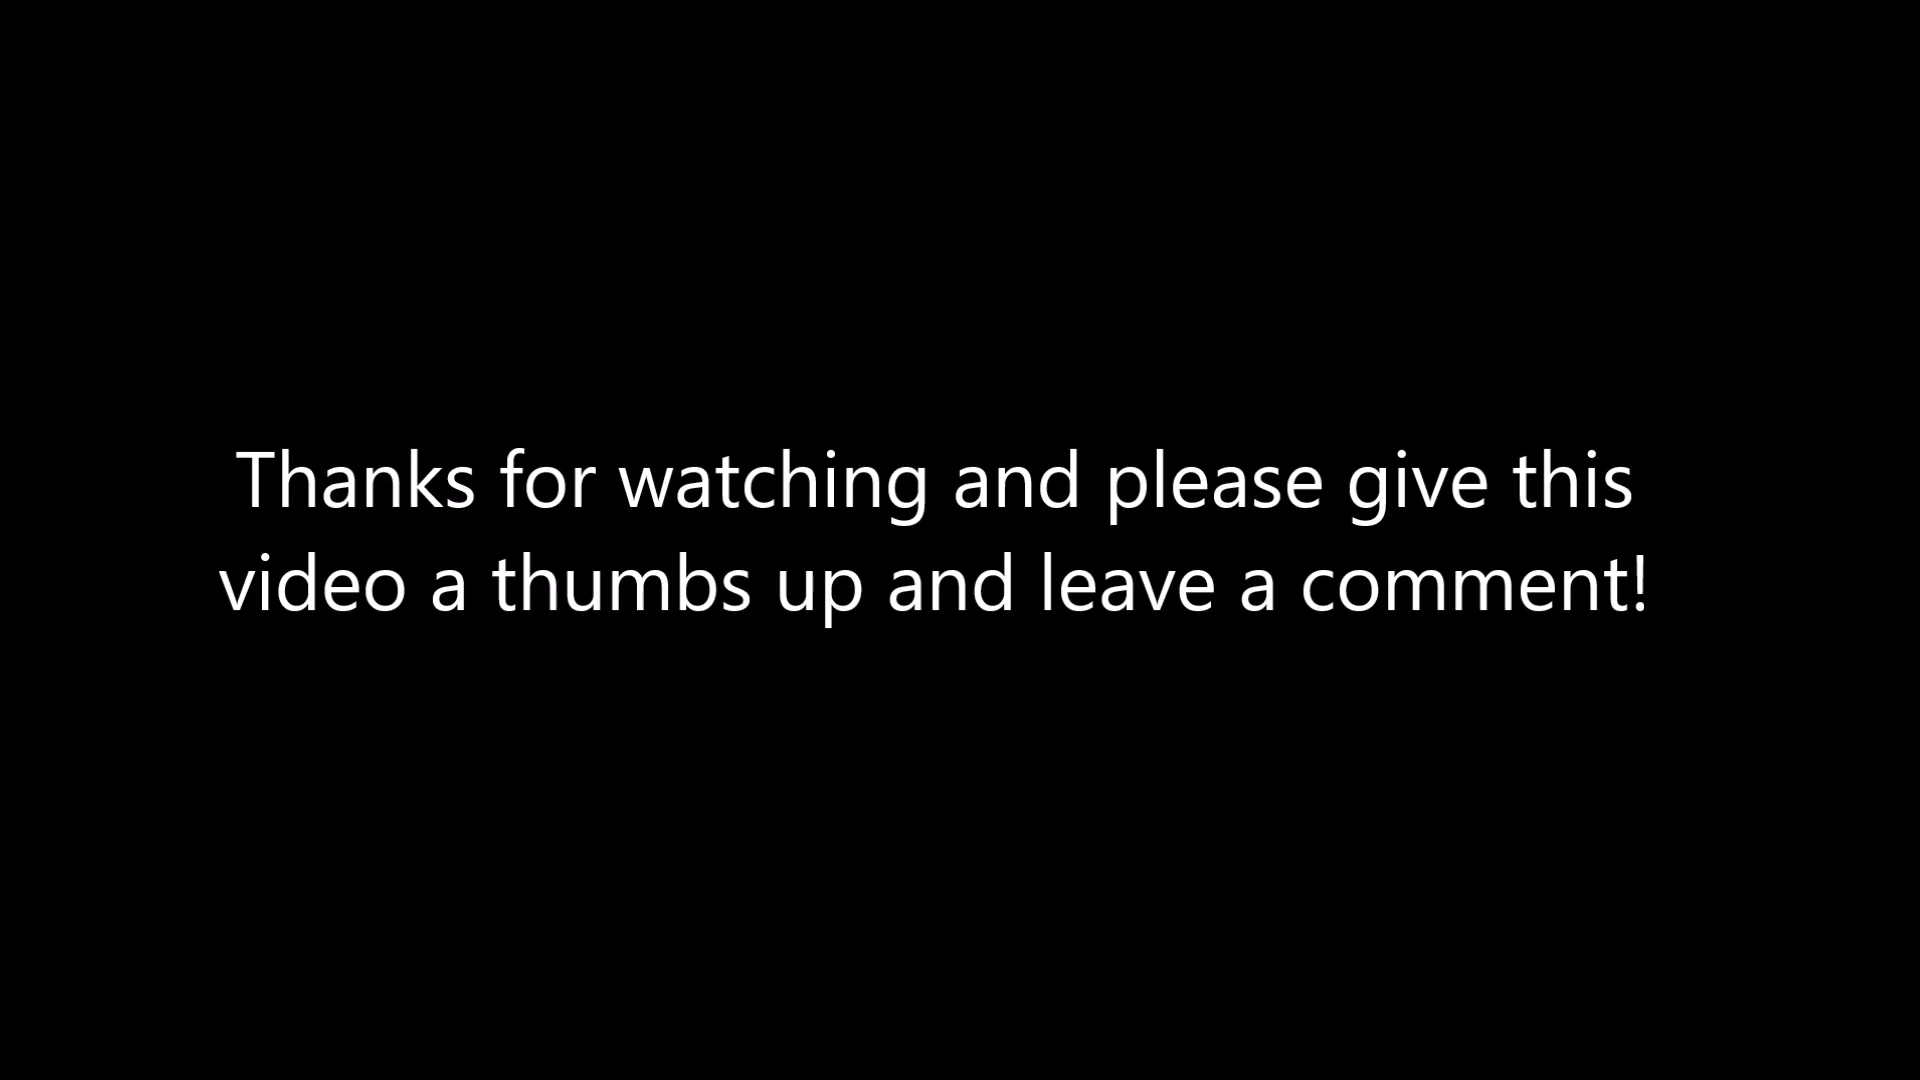 Thanks for watching and please give this
video a thumbs up and leave a comment!